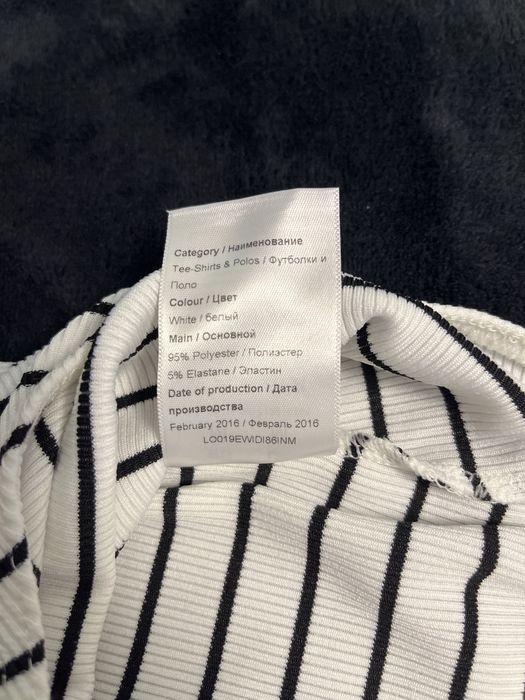 Category / Наименование
Tee-Shirts & Polos / Футболки и
Поло
Colour / Цвет
White / белый
Main / Основной
95% Polyester / Полиэстер
5% Elastane / Эластин
Date of production / Дата
производства
February 2016 / Февраль 2016
LO019EWIDI86INM